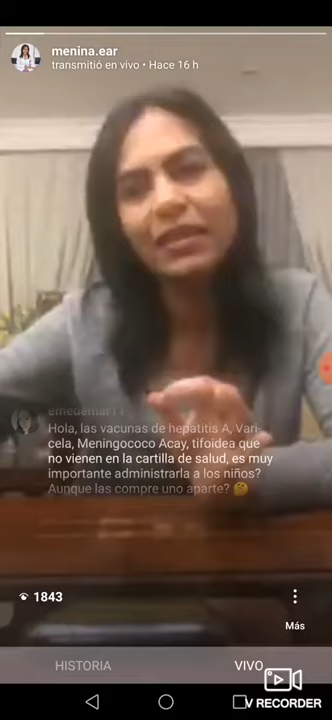 menina.ear
transmitió en vivo • Hace 16 h
emedemar11
Hola, las vacunas de hepatitis A, Vari-
cela, Meningococo Acay, tifoidea que
no vienen en la cartilla de salud, es muy
importante administrarla a los niños?
Aunque las compre uno aparte? 🤔
1843
Más
HISTORIA
VIVO
V RECORDER